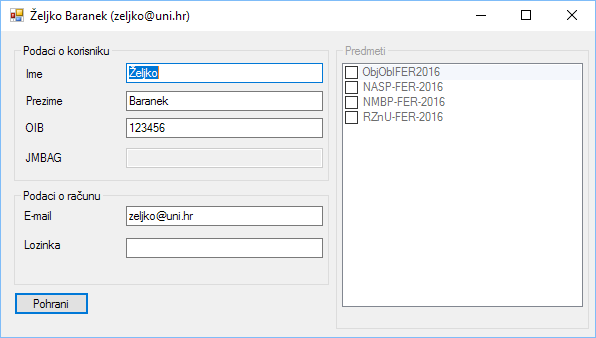 Željko Baranek (zeljko@uni.hr)
Podaci o korisniku
Ime
Željko
Prezime
Baranek
OIB
123456
JMBAG
Podaci o računu
E-mail
zeljko@uni.hr
Lozinka
Pohrani
Predmeti
ObjOblFER2016
NASP-FER-2016
NMBP-FER-2016
RZnU-FER-2016